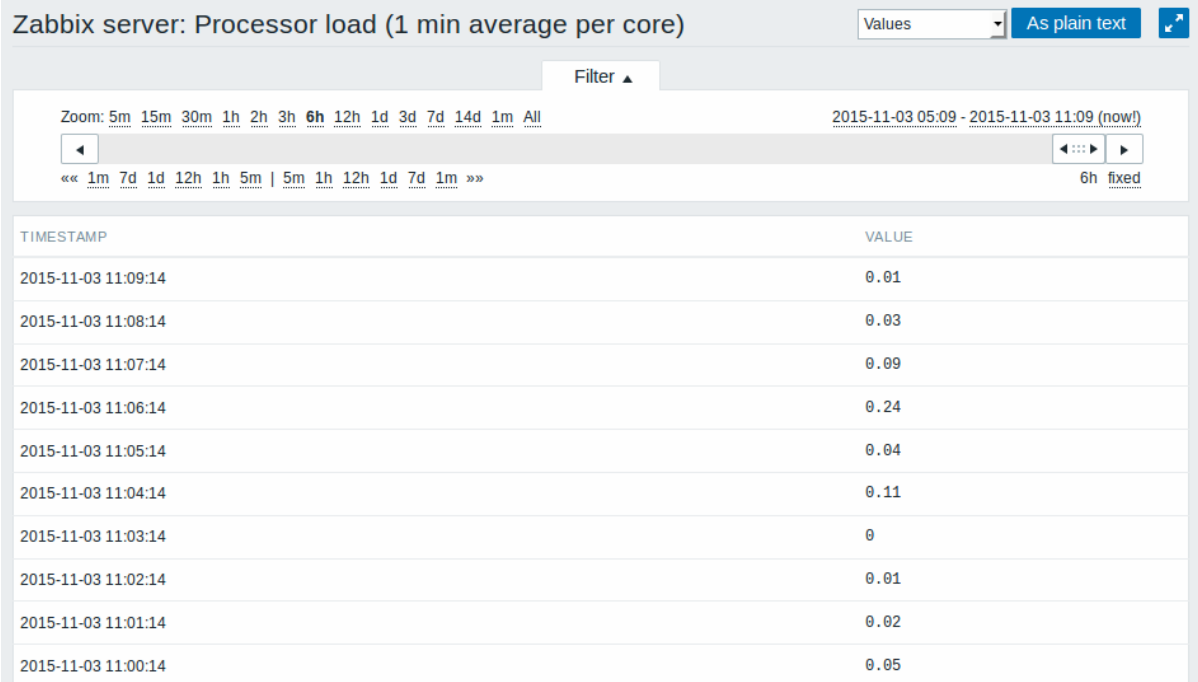 Zabbix server: Processor load (1 min average per core) Values As plain text
Filter ▲
Zoom: 5m 15m 30m 1h 2h 3h 6h 12h 1d 3d 7d 14d 1m All 2015-11-03 05:09 - 2015-11-03 11:09 (now!)
«« 1m 7d 1d 12h 1h 5m | 5m 1h 12h 1d 7d 1m »» 6h fixed
TIMESTAMP VALUE
2015-11-03 11:09:14 0.01
2015-11-03 11:08:14 0.03
2015-11-03 11:07:14 0.09
2015-11-03 11:06:14 0.24
2015-11-03 11:05:14 0.04
2015-11-03 11:04:14 0.11
2015-11-03 11:03:14 0
2015-11-03 11:02:14 0.01
2015-11-03 11:01:14 0.02
2015-11-03 11:00:14 0.05